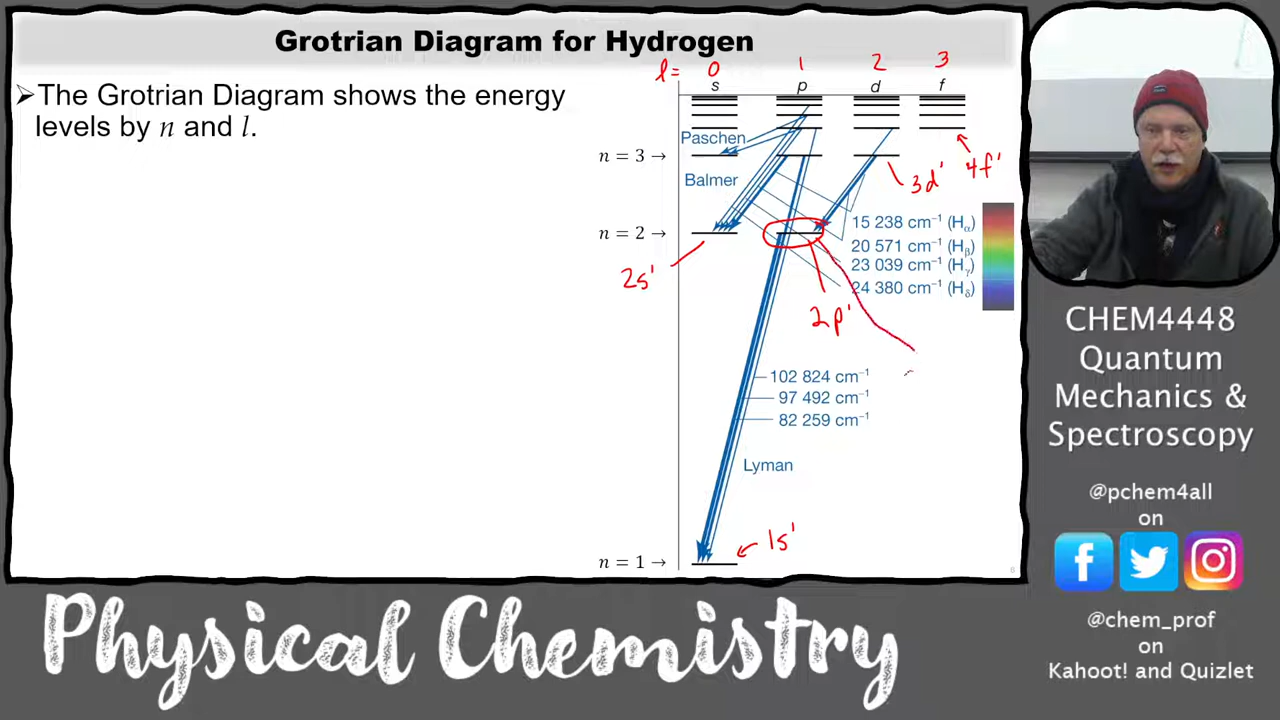 Grotrian Diagram for Hydrogen
➢The Grotrian Diagram shows the energy
levels by n and l.
l= 0 1 2 3
s p d f
Paschen
n = 3 →
4f'
3d'
Balmer
15 238 cm⁻¹ (Hα)
n = 2 →
20 571 cm⁻¹ (Hβ)
23 039 cm⁻¹ (Hγ)
2s'
24 380 cm⁻¹ (Hδ)
2p'
102 824 cm⁻¹
97 492 cm⁻¹
82 259 cm⁻¹
Lyman
1s'
n = 1 →
CHEM4448
Quantum
Mechanics &
Spectroscopy
@pchem4all
on
@chem_prof
on
Kahoot! and Quizlet
Physical Chemistry